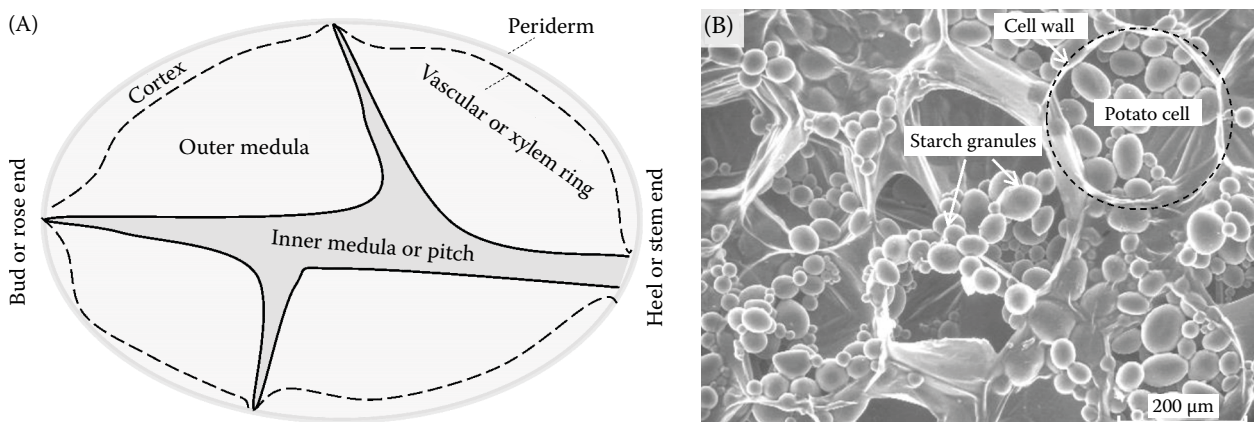 (A)
Periderm
Cortex
Vascular or xylem ring
Outer medula
Inner medula or pitch
Bud or rose end
Heel or stem end
(B)
Cell wall
Potato cell
Starch granules
200 µm